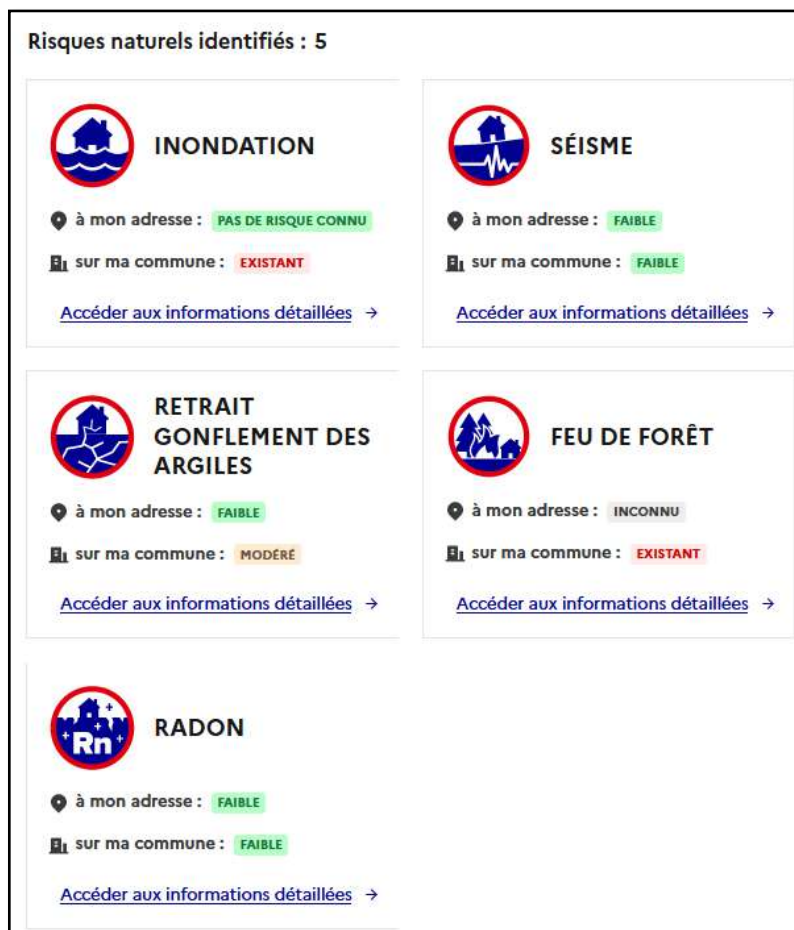 Risques naturels identifiés : 5
INONDATION
à mon adresse : PAS DE RISQUE CONNU
sur ma commune : EXISTANT
Accéder aux informations détaillées →
SÉISME
à mon adresse : FAIBLE
sur ma commune : FAIBLE
Accéder aux informations détaillées →
RETRAIT
GONFLEMENT DES
ARGILES
à mon adresse : FAIBLE
sur ma commune : MODÉRÉ
Accéder aux informations détaillées →
FEU DE FORÊT
à mon adresse : INCONNU
sur ma commune : EXISTANT
Accéder aux informations détaillées →
Rn
RADON
à mon adresse : FAIBLE
sur ma commune : FAIBLE
Accéder aux informations détaillées →